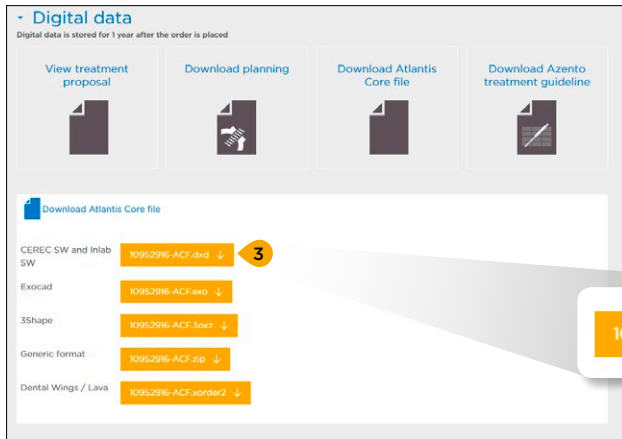 Digital data
Digital data is stored for 1 year after the order is placed
View treatment
proposal
Download planning
Download Atlantis
Core file
Download Azento
treatment guideline
Download Atlantis Core file
CEREC SW and Inlab
SW
10952916-ACF.dxd ↓
3
Exocad
10952916-ACF.exo ↓
3Shape
10952916-ACF.3oxz ↓
Generic format
10952916-ACF.zip ↓
Dental Wings / Lava
10952916-ACF.xorder2 ↓